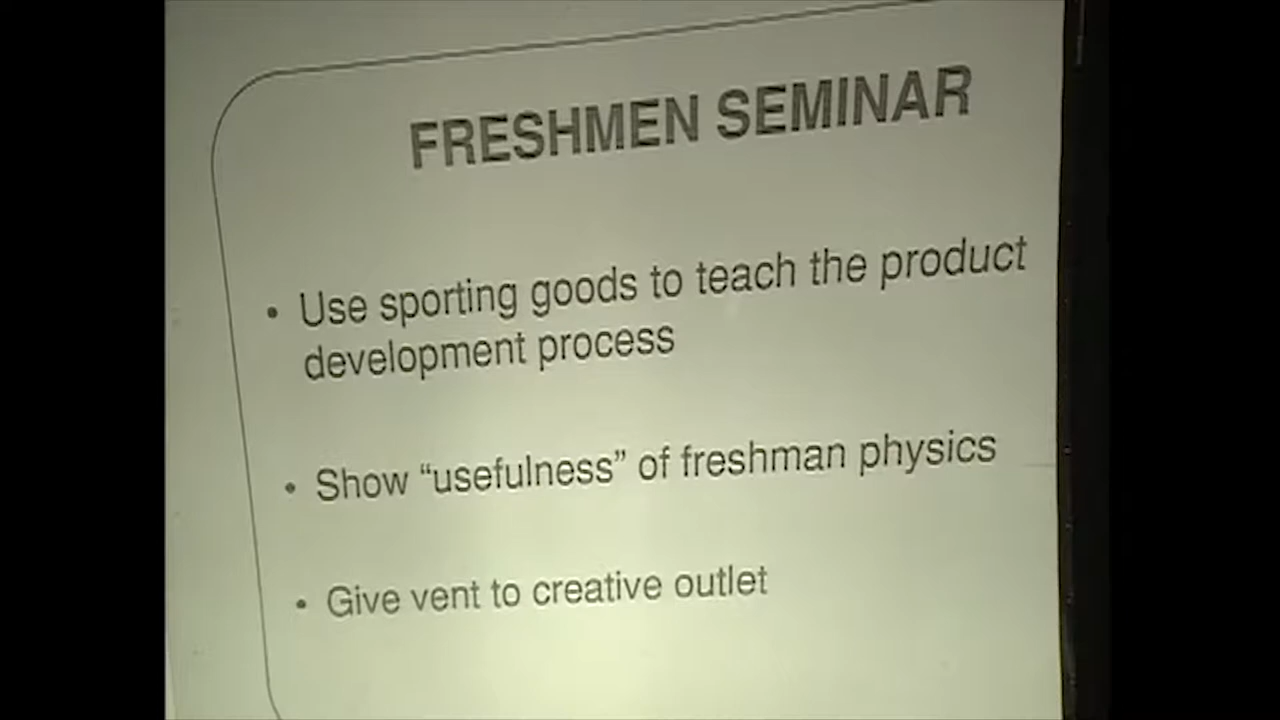 FRESHMEN SEMINAR
• Use sporting goods to teach the product
development process
• Show “usefulness” of freshman physics
• Give vent to creative outlet